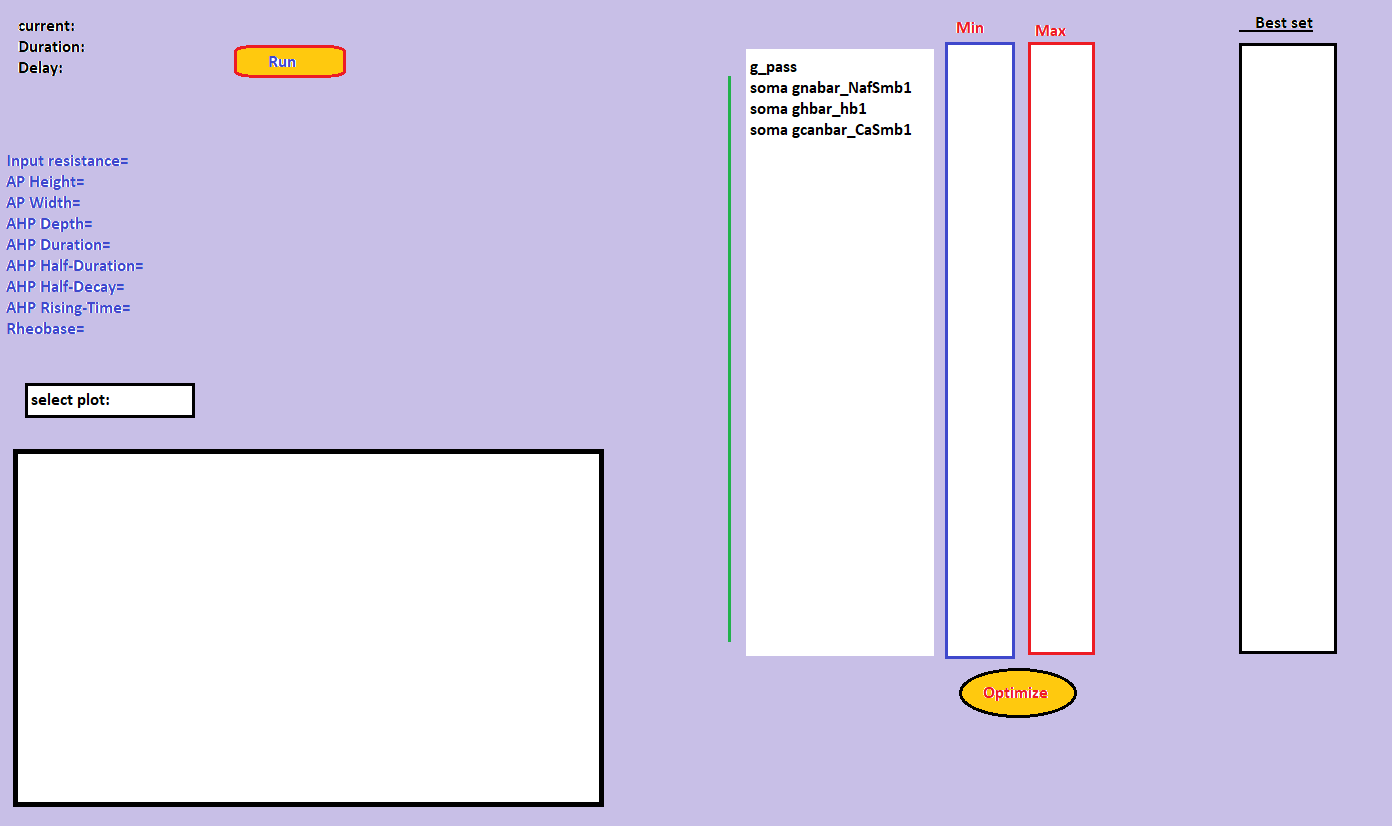 current:
Duration:
Delay:
Run
Input resistance=
AP Height=
AP Width=
AHP Depth=
AHP Duration=
AHP Half-Duration=
AHP Half-Decay=
AHP Rising-Time=
Rheobase=
select plot:
g_pass
soma gnabar_NafSmb1
soma ghbar_hb1
soma gcanbar_CaSmb1
Min
Max
Optimize
Best set